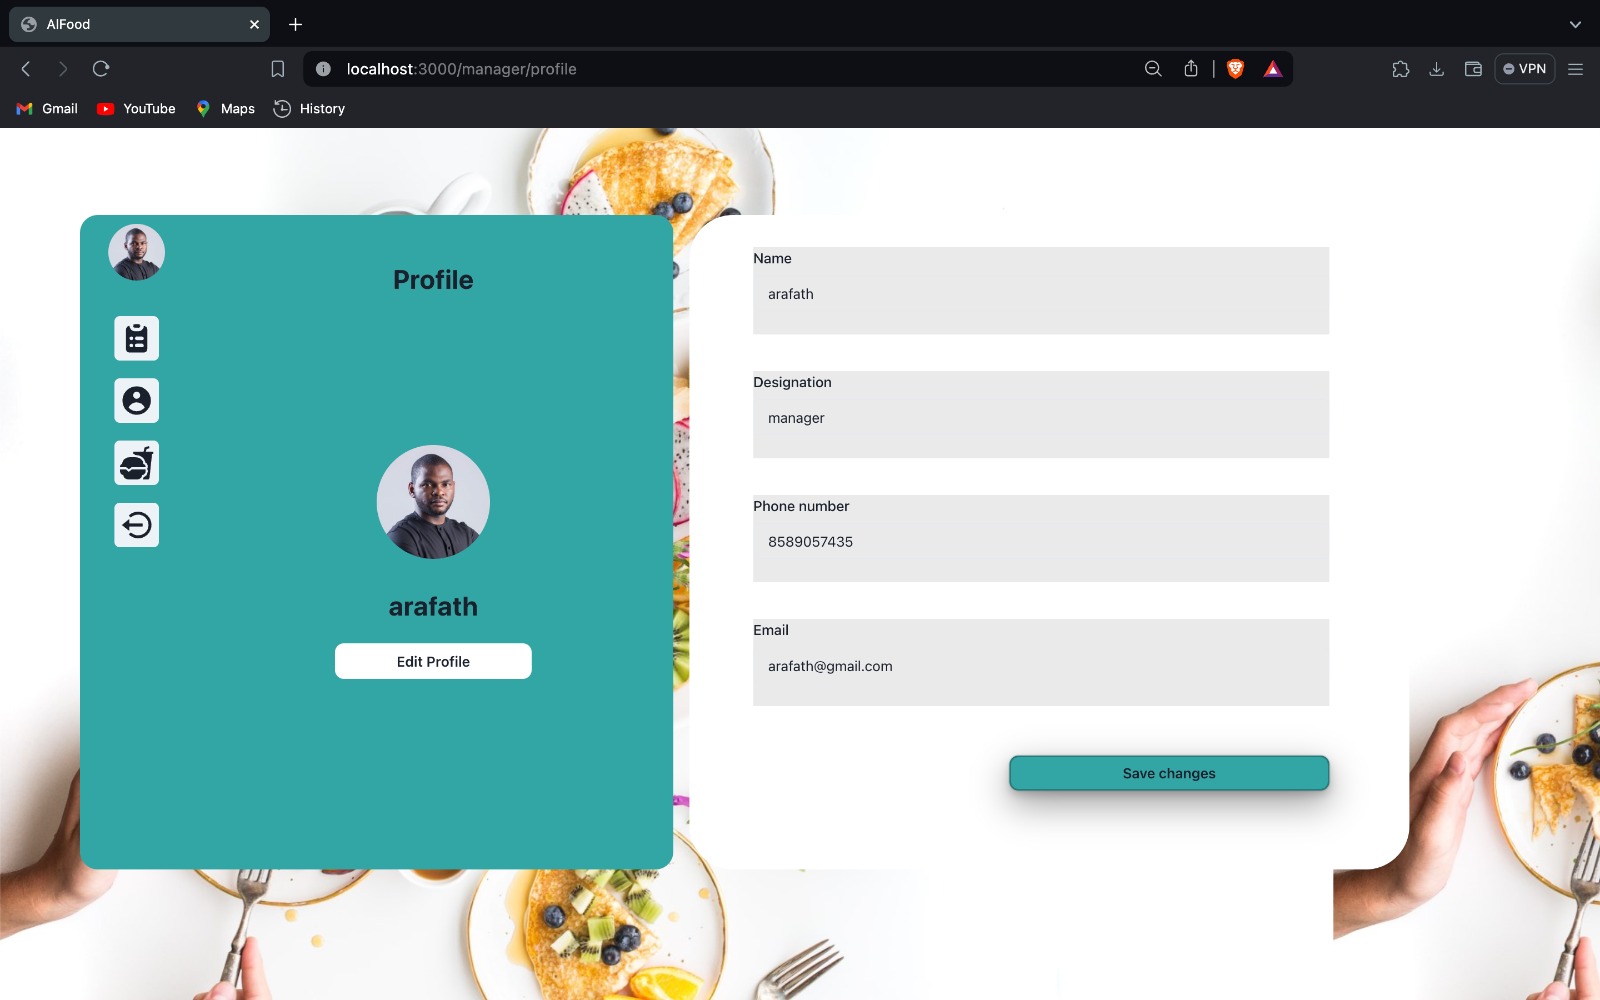 AlFood
localhost:3000/manager/profile
VPN
Gmail YouTube Maps History
Profile
arafath
Edit Profile
Name
arafath
Designation
manager
Phone number
8589057435
Email
arafath@gmail.com
Save changes